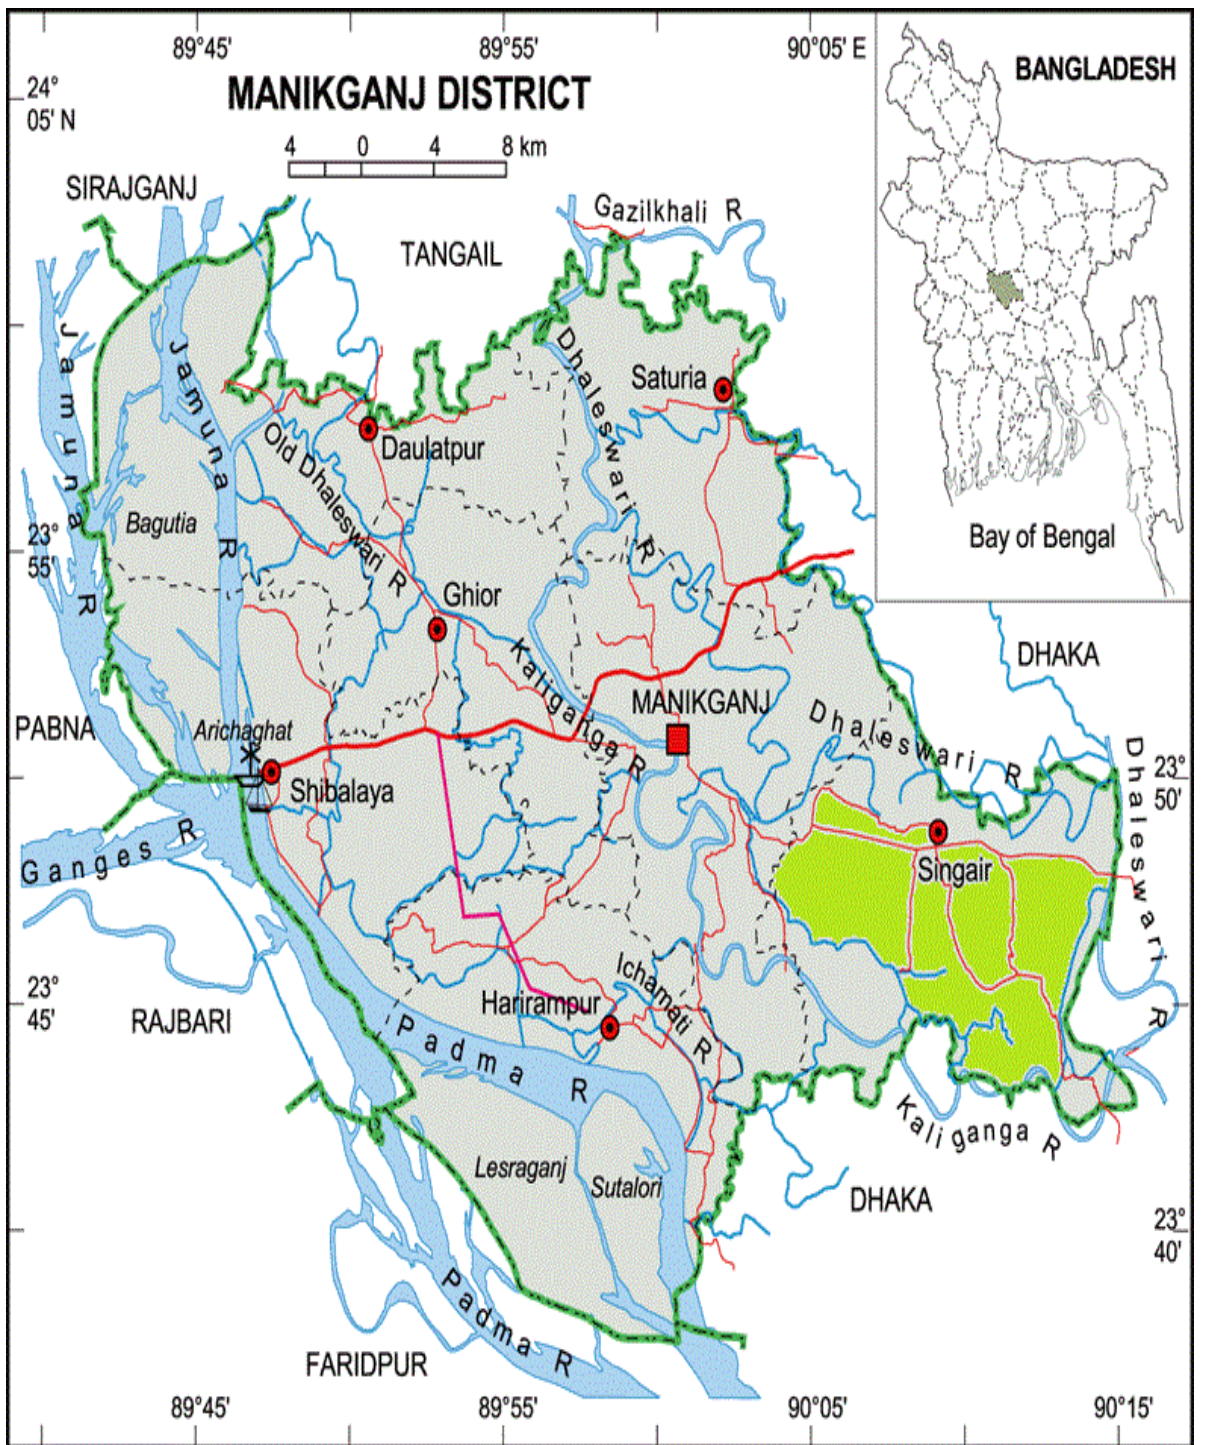 89°45'
89°55'
90°05' E
BANGLADESH
24°
05' N
MANIKGANJ DISTRICT
4 0 4 8 km
SIRAJGANJ
Gazilkhali R
TANGAIL
Jamuna R
Jamuna R
Dhaleswari R
Saturia
Old Dhaleswari R
Daulatpur
Bagutia
23°
55'
Bay of Bengal
Ghior
Kaliganga R
DHAKA
MANIKGANJ
PABNA
Arichaghat
Dhaleswari R
Dhaleswari R
23°
50'
Shibalaya
Ganges R
Singair
Ichamati R
Harirampur
23°
45'
RAJBARI
Padma R
Kaliganga R
Lesraganj
Sutalori
DHAKA
23°
40'
Padma R
FARIDPUR
89°45'
89°55'
90°05'
90°15'